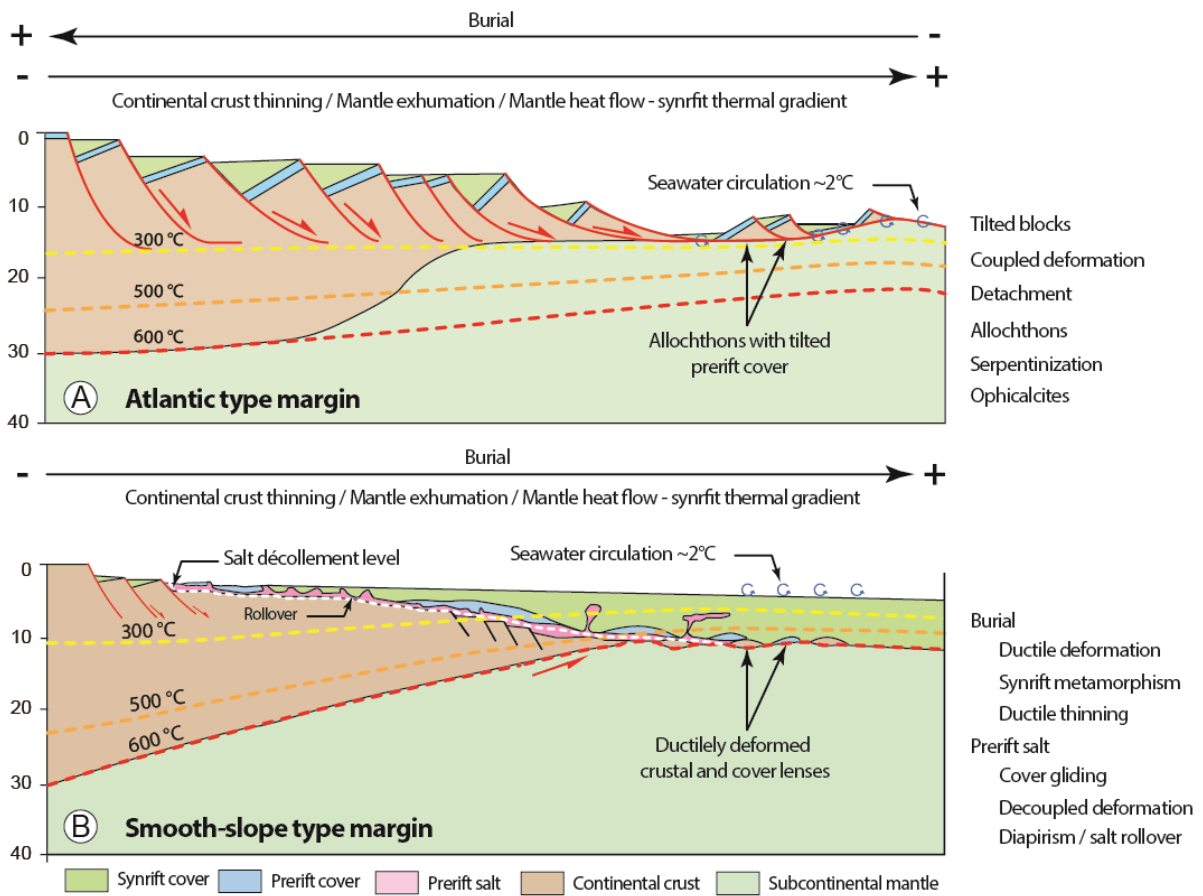 Burial
+ -
- +
Continental crust thinning / Mantle exhumation / Mantle heat flow - synrfit thermal gradient
0
10
20
30
40
Seawater circulation ~2°C
300 °C
500 °C
600 °C
Allochthons with tilted
prerift cover
A Atlantic type margin
Tilted blocks
Coupled deformation
Detachment
Allochthons
Serpentinization
Ophicalcites
Burial
- +
Continental crust thinning / Mantle exhumation / Mantle heat flow - synrfit thermal gradient
0
10
20
30
40
Salt décollement level
Seawater circulation ~2°C
Rollover
300 °C
500 °C
600 °C
Ductilely deformed
crustal and cover lenses
B Smooth-slope type margin
Burial
Ductile deformation
Synrift metamorphism
Ductile thinning
Prerift salt
Cover gliding
Decoupled deformation
Diapirism / salt rollover
Synrift cover Prerift cover Prerift salt Continental crust Subcontinental mantle